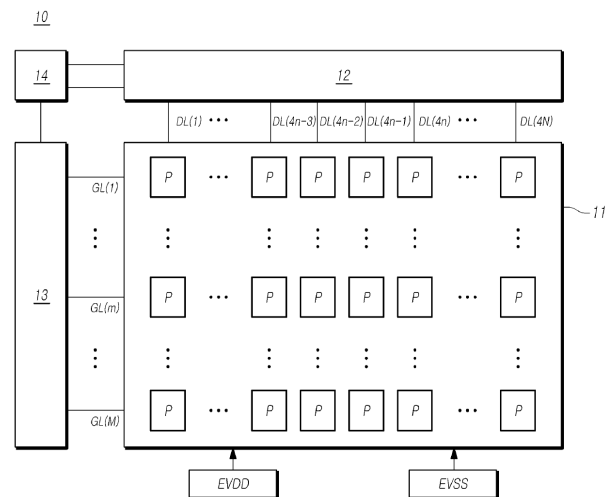 10
14
12
DL(1) ••• DL(4n-3) DL(4n-2) DL(4n-1) DL(4n) ••• DL(4N)
GL(1) P ••• P P P P ••• P
11
13
GL(m) P ••• P P P P ••• P
GL(M) P ••• P P P P ••• P
EVDD EVSS